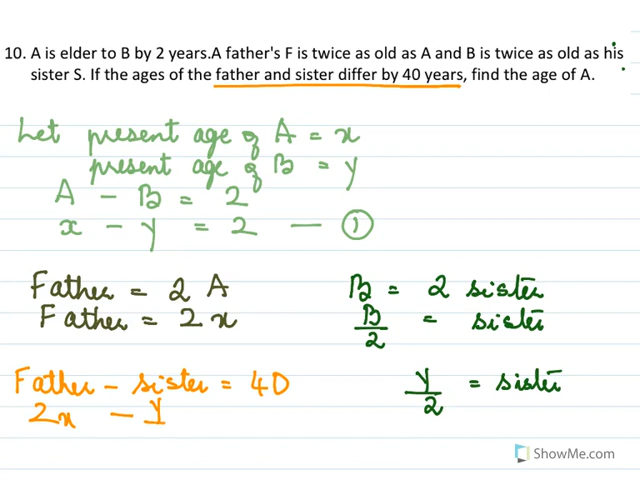 10. A is elder to B by 2 years.A father's F is twice as old as A and B is twice as old as his
sister S. If the ages of the father and sister differ by 40 years, find the age of A.
Let present age of A = x
present age of B = y
A - B = 2
x - y = 2 — ①
Father = 2 A
Father = 2x
B = 2 sister
B/2 = sister
y/2 = sister
Father - sister = 40
2x - y
ShowMe.com